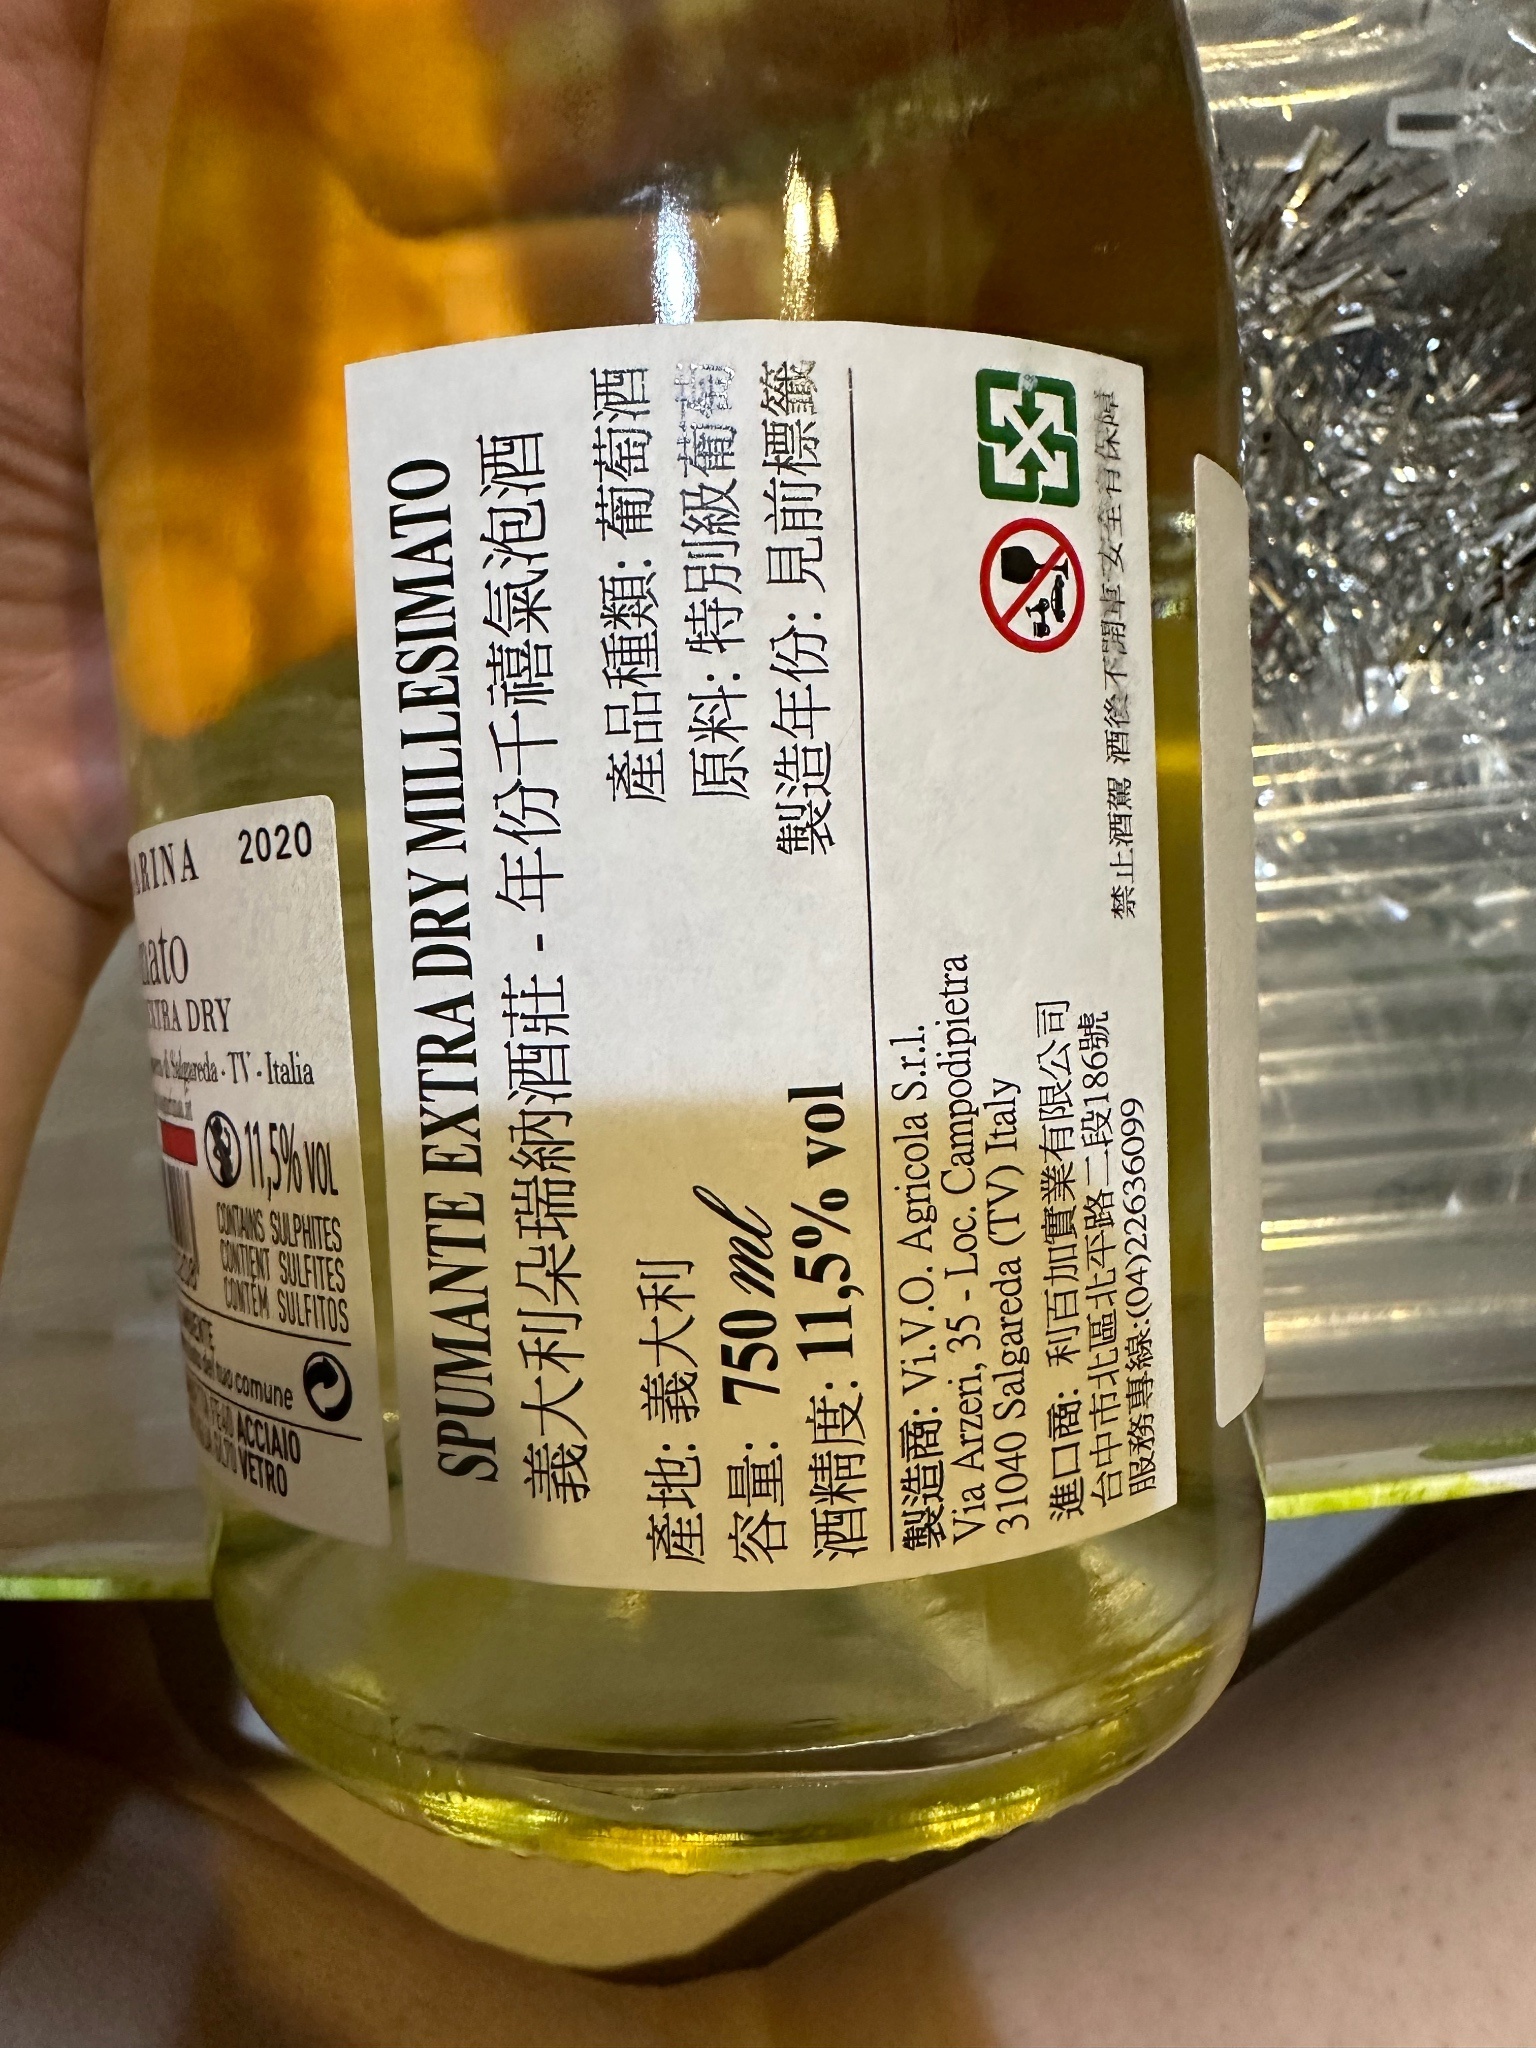 SPUMANTE EXTRA DRY MILLESIMATO
義大利朵瑞納酒莊 - 年份千禧氣泡酒
產地: 義大利
產品種類: 葡萄酒
容量: 750 ml
原料: 特別級葡萄
酒精度: 11,5% vol
製造年份: 見前標籤
製造商: Vi.V.O. Agricola S.r.l.
Via Arzeri, 35 - Loc. Campodipietra
31040 Salgareda (TV) Italy
進口商: 利百加實業有限公司
台中市北區北平路二段186號
服務專線:(04)22636099
禁止酒駕 酒後不開車 安全有保障
2020
EXTRA DRY
Salgareda - TV - Italia
11,5% VOL
CONTAINS SULPHITES
CONTIENT SULFITES
CONTÉM SULFITOS
tuo comune
ACCIAIO
VETRO